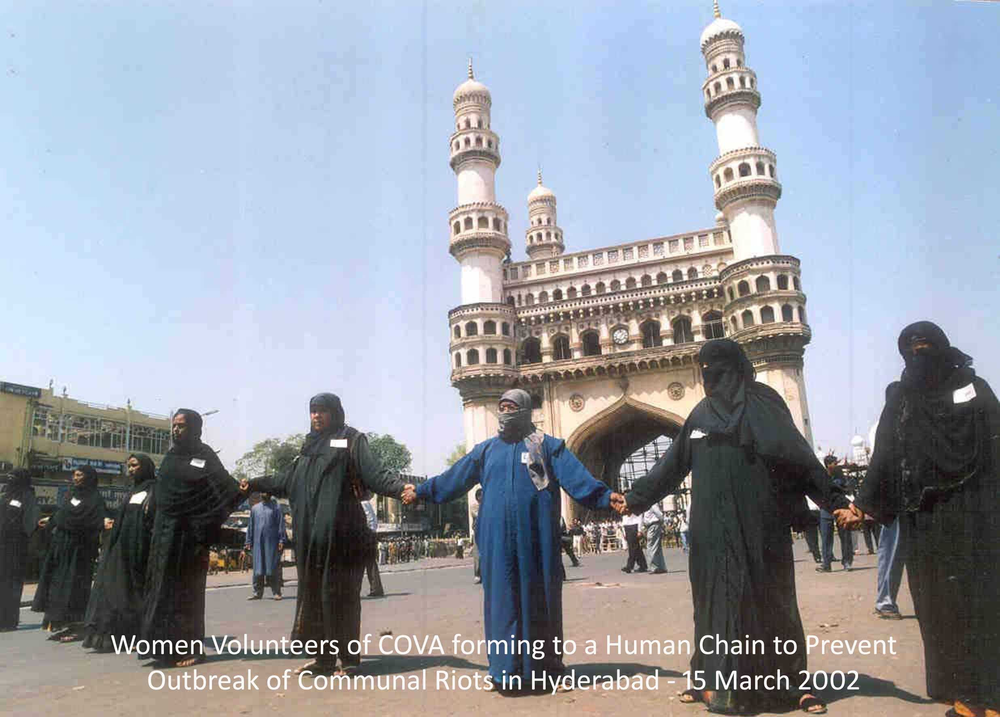 Women Volunteers of COVA forming to a Human Chain to Prevent
Outbreak of Communal Riots in Hyderabad - 15 March 2002